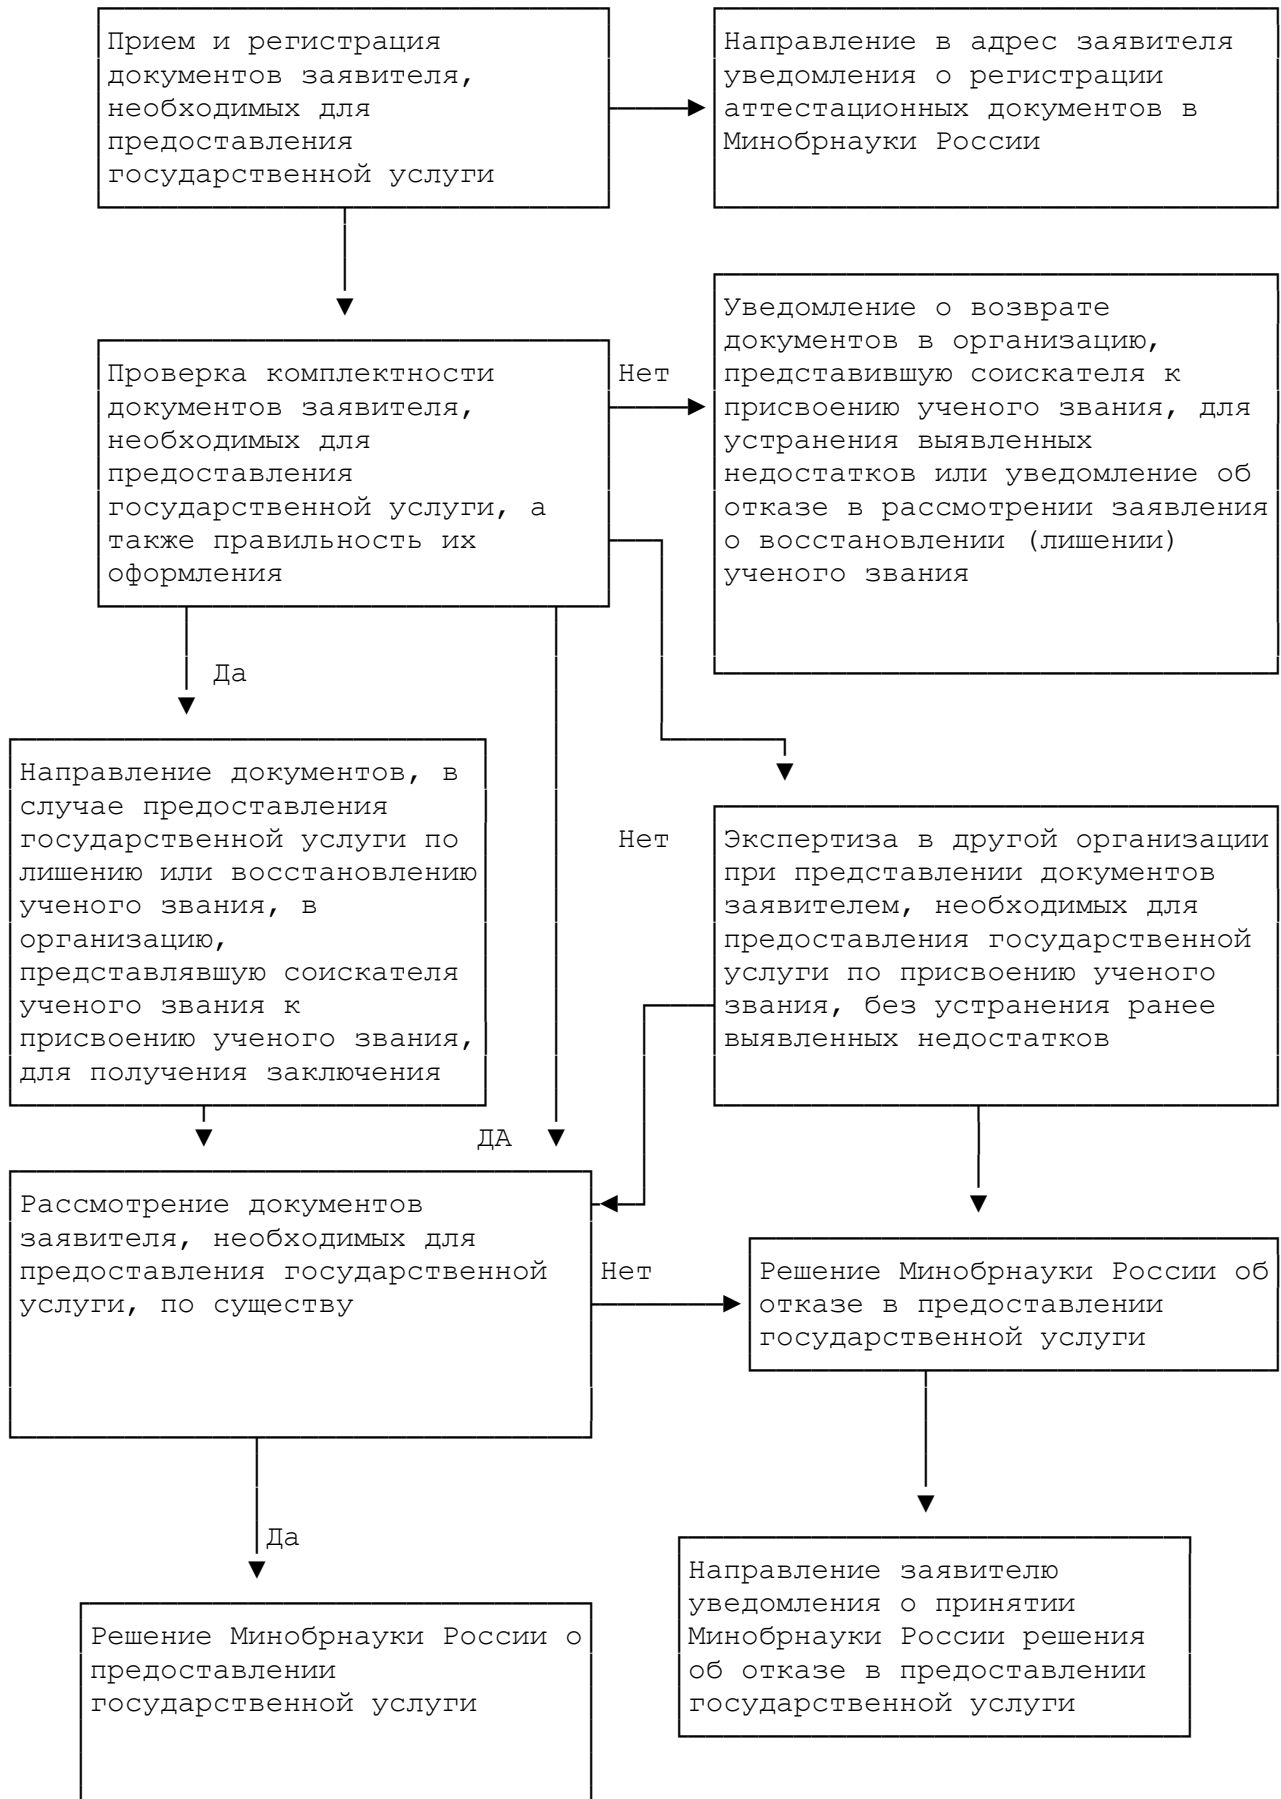 Прием и регистрация
документов заявителя,
необходимых для
предоставления
государственной услуги
Направление в адрес заявителя
уведомления о регистрации
аттестационных документов в
Минобрнауки России
Проверка комплектности
документов заявителя,
необходимых для
предоставления
государственной услуги, а
также правильность их
оформления
Нет
Уведомление о возврате
документов в организацию,
представившую соискателя к
присвоению ученого звания, для
устранения выявленных
недостатков или уведомление об
отказе в рассмотрении заявления
о восстановлении (лишении)
ученого звания
Да
Направление документов, в
случае предоставления
государственной услуги по
лишению или восстановлению
ученого звания, в
организацию,
представлявшую соискателя
ученого звания к
присвоению ученого звания,
для получения заключения
Нет
Экспертиза в другой организации
при представлении документов
заявителем, необходимых для
предоставления государственной
услуги по присвоению ученого
звания, без устранения ранее
выявленных недостатков
ДА
Рассмотрение документов
заявителя, необходимых для
предоставления государственной
услуги, по существу
Нет
Решение Минобрнауки России об
отказе в предоставлении
государственной услуги
Да
Решение Минобрнауки России о
предоставлении
государственной услуги
Направление заявителю
уведомления о принятии
Минобрнауки России решения
об отказе в предоставлении
государственной услуги